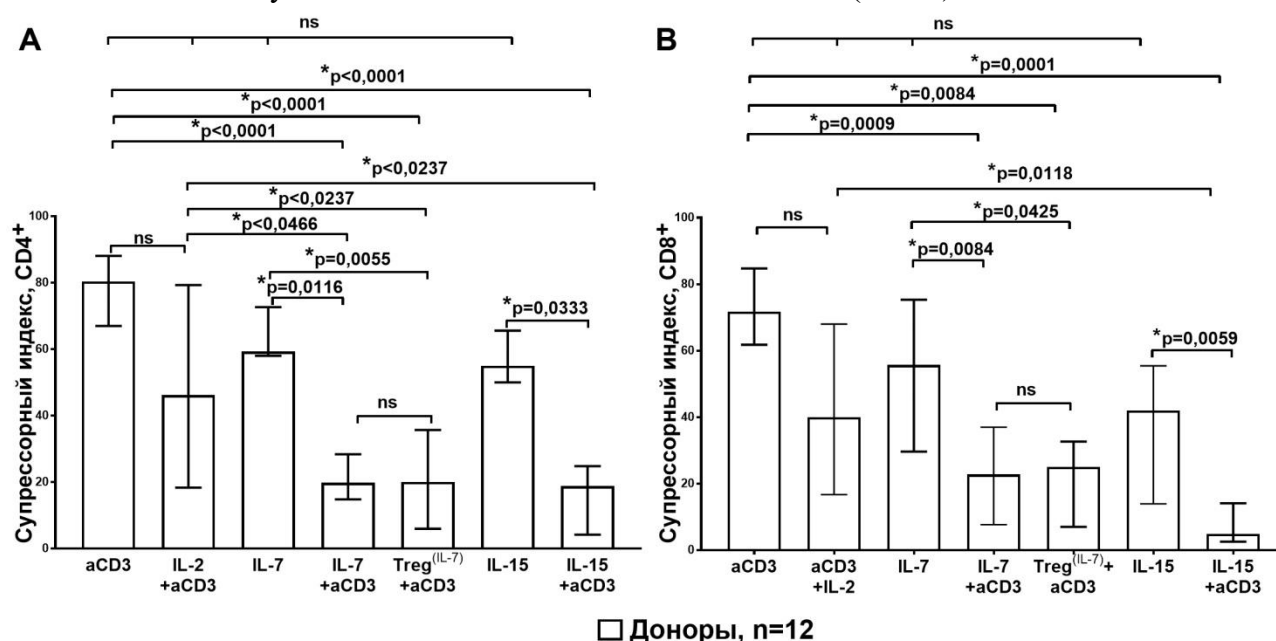 A
ns
*p<0,0001
*p<0,0001
*p<0,0001
*p<0,0237
*p<0,0237
*p<0,0466
ns
*p=0,0055
*p=0,0116
*p=0,0333
ns
Супрессорный индекс, CD4+
100
80
60
40
20
0
aCD3
IL-2 +aCD3
IL-7
IL-7 +aCD3
Treg(IL-7) +aCD3
IL-15
IL-15 +aCD3
B
ns
*p=0,0001
*p=0,0084
*p=0,0009
*p=0,0118
ns
*p=0,0425
*p=0,0084
*p=0,0059
ns
Супрессорный индекс, CD8+
100
80
60
40
20
0
aCD3
aCD3 +IL-2
IL-7
IL-7 +aCD3
Treg(IL-7)+ aCD3
IL-15
IL-15 +aCD3
Доноры, n=12